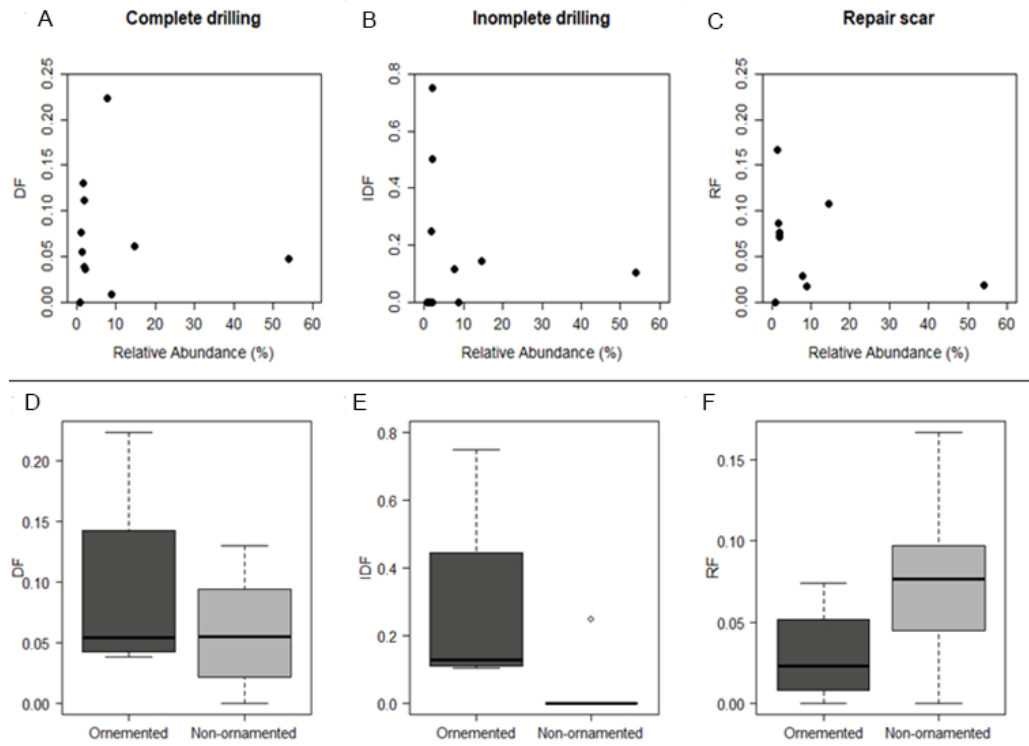 A Complete drilling
B Inomplete drilling
C Repair scar
DF
0.00 0.05 0.10 0.15 0.20 0.25
0 10 20 30 40 50 60
Relative Abundance (%)
IDF
0.0 0.2 0.4 0.6 0.8
0 10 20 30 40 50 60
Relative Abundance (%)
RF
0.00 0.05 0.10 0.15 0.20 0.25
0 10 20 30 40 50 60
Relative Abundance (%)
D
DF
0.00 0.05 0.10 0.15 0.20
Ornemented Non-ornamented
E
IDF
0.0 0.2 0.4 0.6 0.8
Ornemented Non-ornamented
F
RF
0.00 0.05 0.10 0.15
Ornemented Non-ornamented